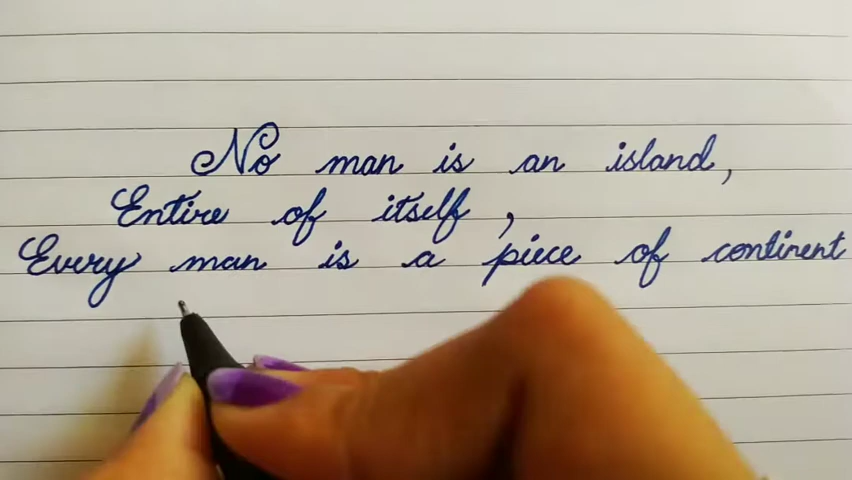 No man is an island,
Entire of itself,
Every man is a piece of continent